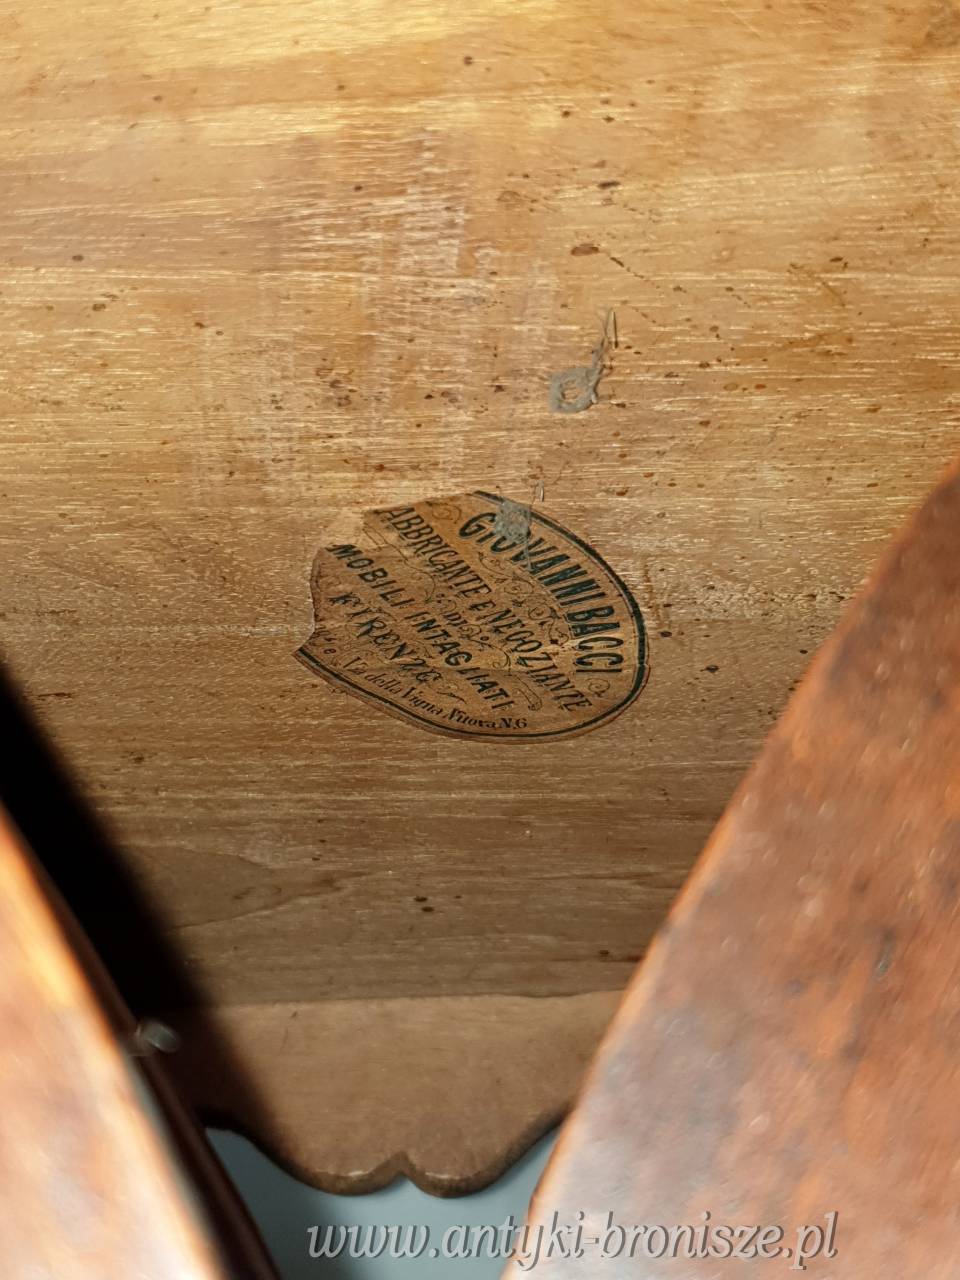 GIOVANNI BACCI
ABBRICANTE E NEGOZIANTE
DI
MOBILI INTAGLIATI
FIRENZE
Via della Vigna Nuova N.6
www.antyki-bronisze.pl